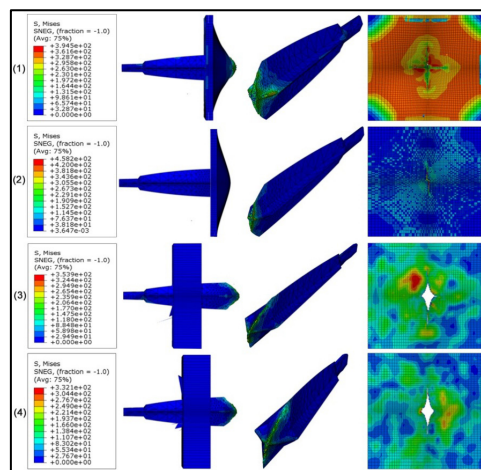 (1)
S, Mises
SNEG, (fraction = -1.0)
(Avg: 75%)
+3.945e+02
+3.616e+02
+3.287e+02
+2.958e+02
+2.630e+02
+2.301e+02
+1.972e+02
+1.644e+02
+1.315e+02
+9.861e+01
+6.574e+01
+3.287e+01
+0.000e+00
(2)
S, Mises
SNEG, (fraction = -1.0)
(Avg: 75%)
+4.582e+02
+4.200e+02
+3.818e+02
+3.436e+02
+3.055e+02
+2.673e+02
+2.291e+02
+1.909e+02
+1.527e+02
+1.145e+02
+7.637e+01
+3.818e+01
+3.647e-03
(3)
S, Mises
SNEG, (fraction = -1.0)
(Avg: 75%)
+3.539e+02
+3.244e+02
+2.949e+02
+2.654e+02
+2.359e+02
+2.064e+02
+1.770e+02
+1.475e+02
+1.180e+02
+8.848e+01
+5.898e+01
+2.949e+01
+0.000e+00
(4)
S, Mises
SNEG, (fraction = -1.0)
(Avg: 75%)
+3.321e+02
+3.044e+02
+2.767e+02
+2.490e+02
+2.214e+02
+1.937e+02
+1.660e+02
+1.384e+02
+1.107e+02
+8.302e+01
+5.534e+01
+2.767e+01
+0.000e+00